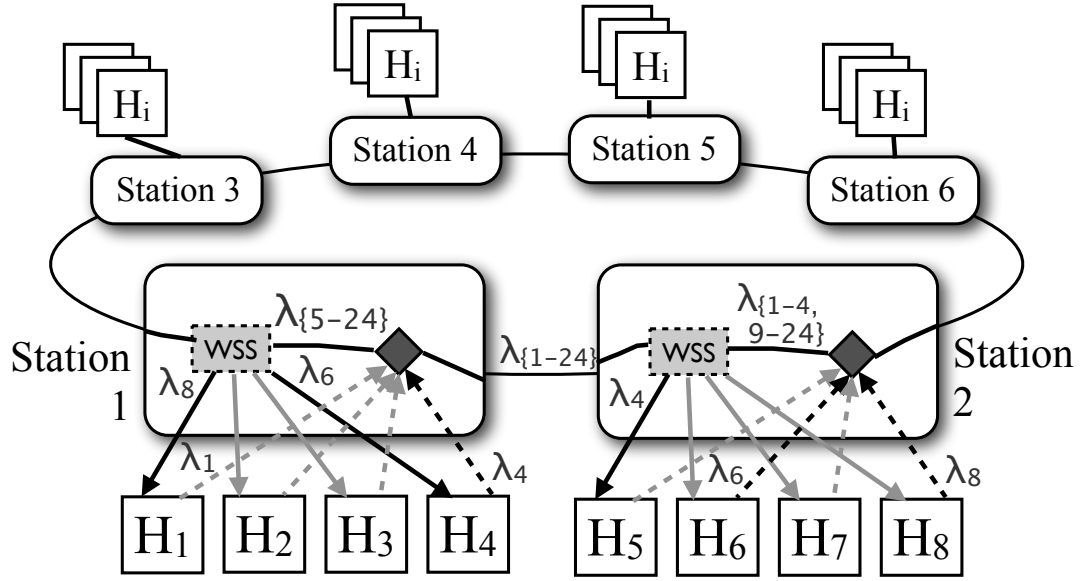 Hi
Hi
Hi
Hi
Station 3
Station 4
Station 5
Station 6
Station
1
WSS
λ{5-24}
λ8
λ6
λ1
λ4
λ{1-24}
WSS
λ{1-4,
9-24}
λ4
λ6
λ8
Station
2
H1
H2
H3
H4
H5
H6
H7
H8